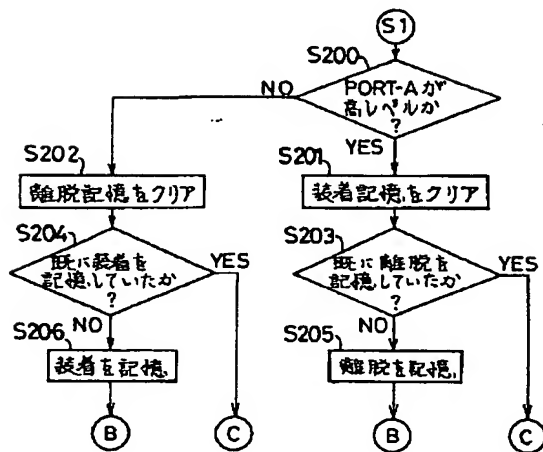 S1
S200
PORT-Aが
高レベルか
?
NO
YES
S202
離脱記憶をクリア
S201
装着記憶をクリア
S204
既に装着を
記憶していたか
?
YES
NO
S203
既に離脱を
記憶していたか
?
YES
NO
S206
装着を記憶
S205
離脱を記憶
B
C
B
C